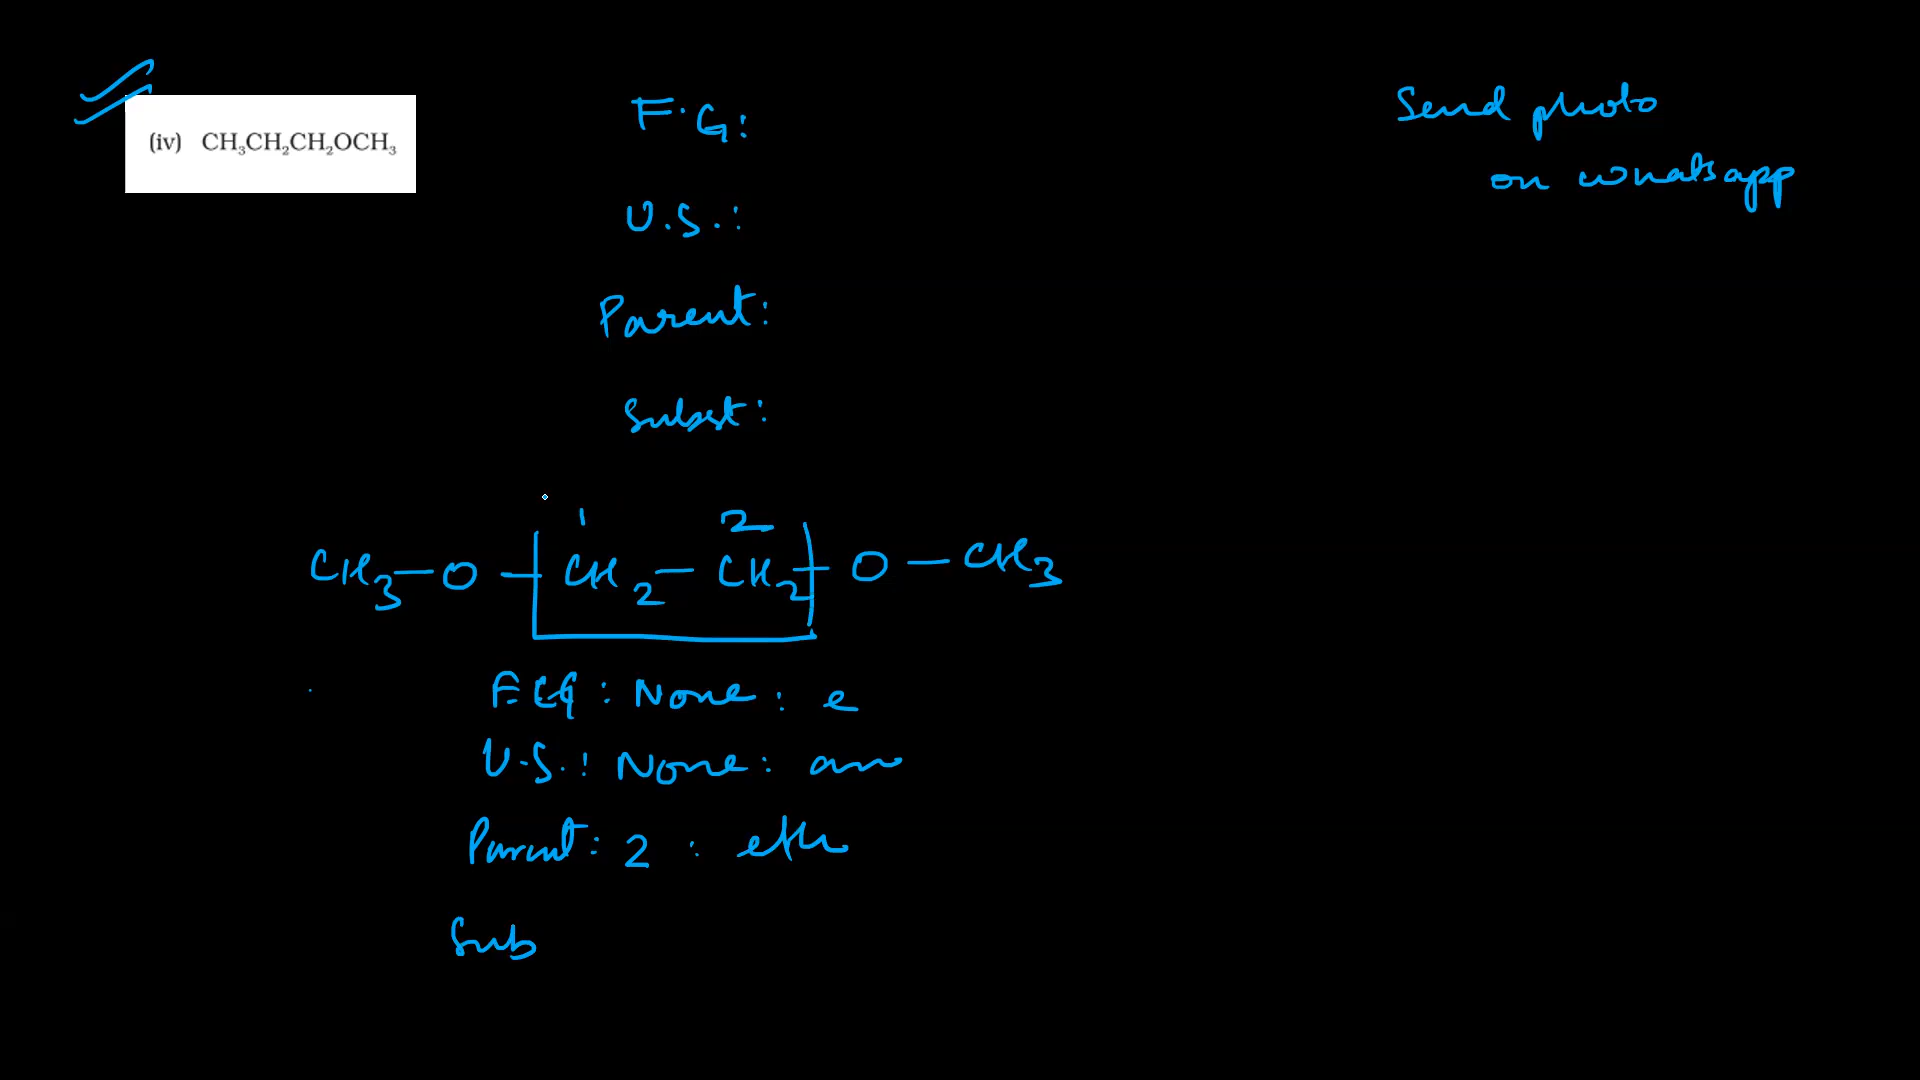 (iv) CH₃CH₂CH₂OCH₃
F.G:
U.S.:
Parent:
Subst:
Send photo
on whatsapp
1 2
CH₃-O-CH₂-CH₂-O-CH₃
: None: e
U.S.: None: an
Parent: 2 : eth
Sub